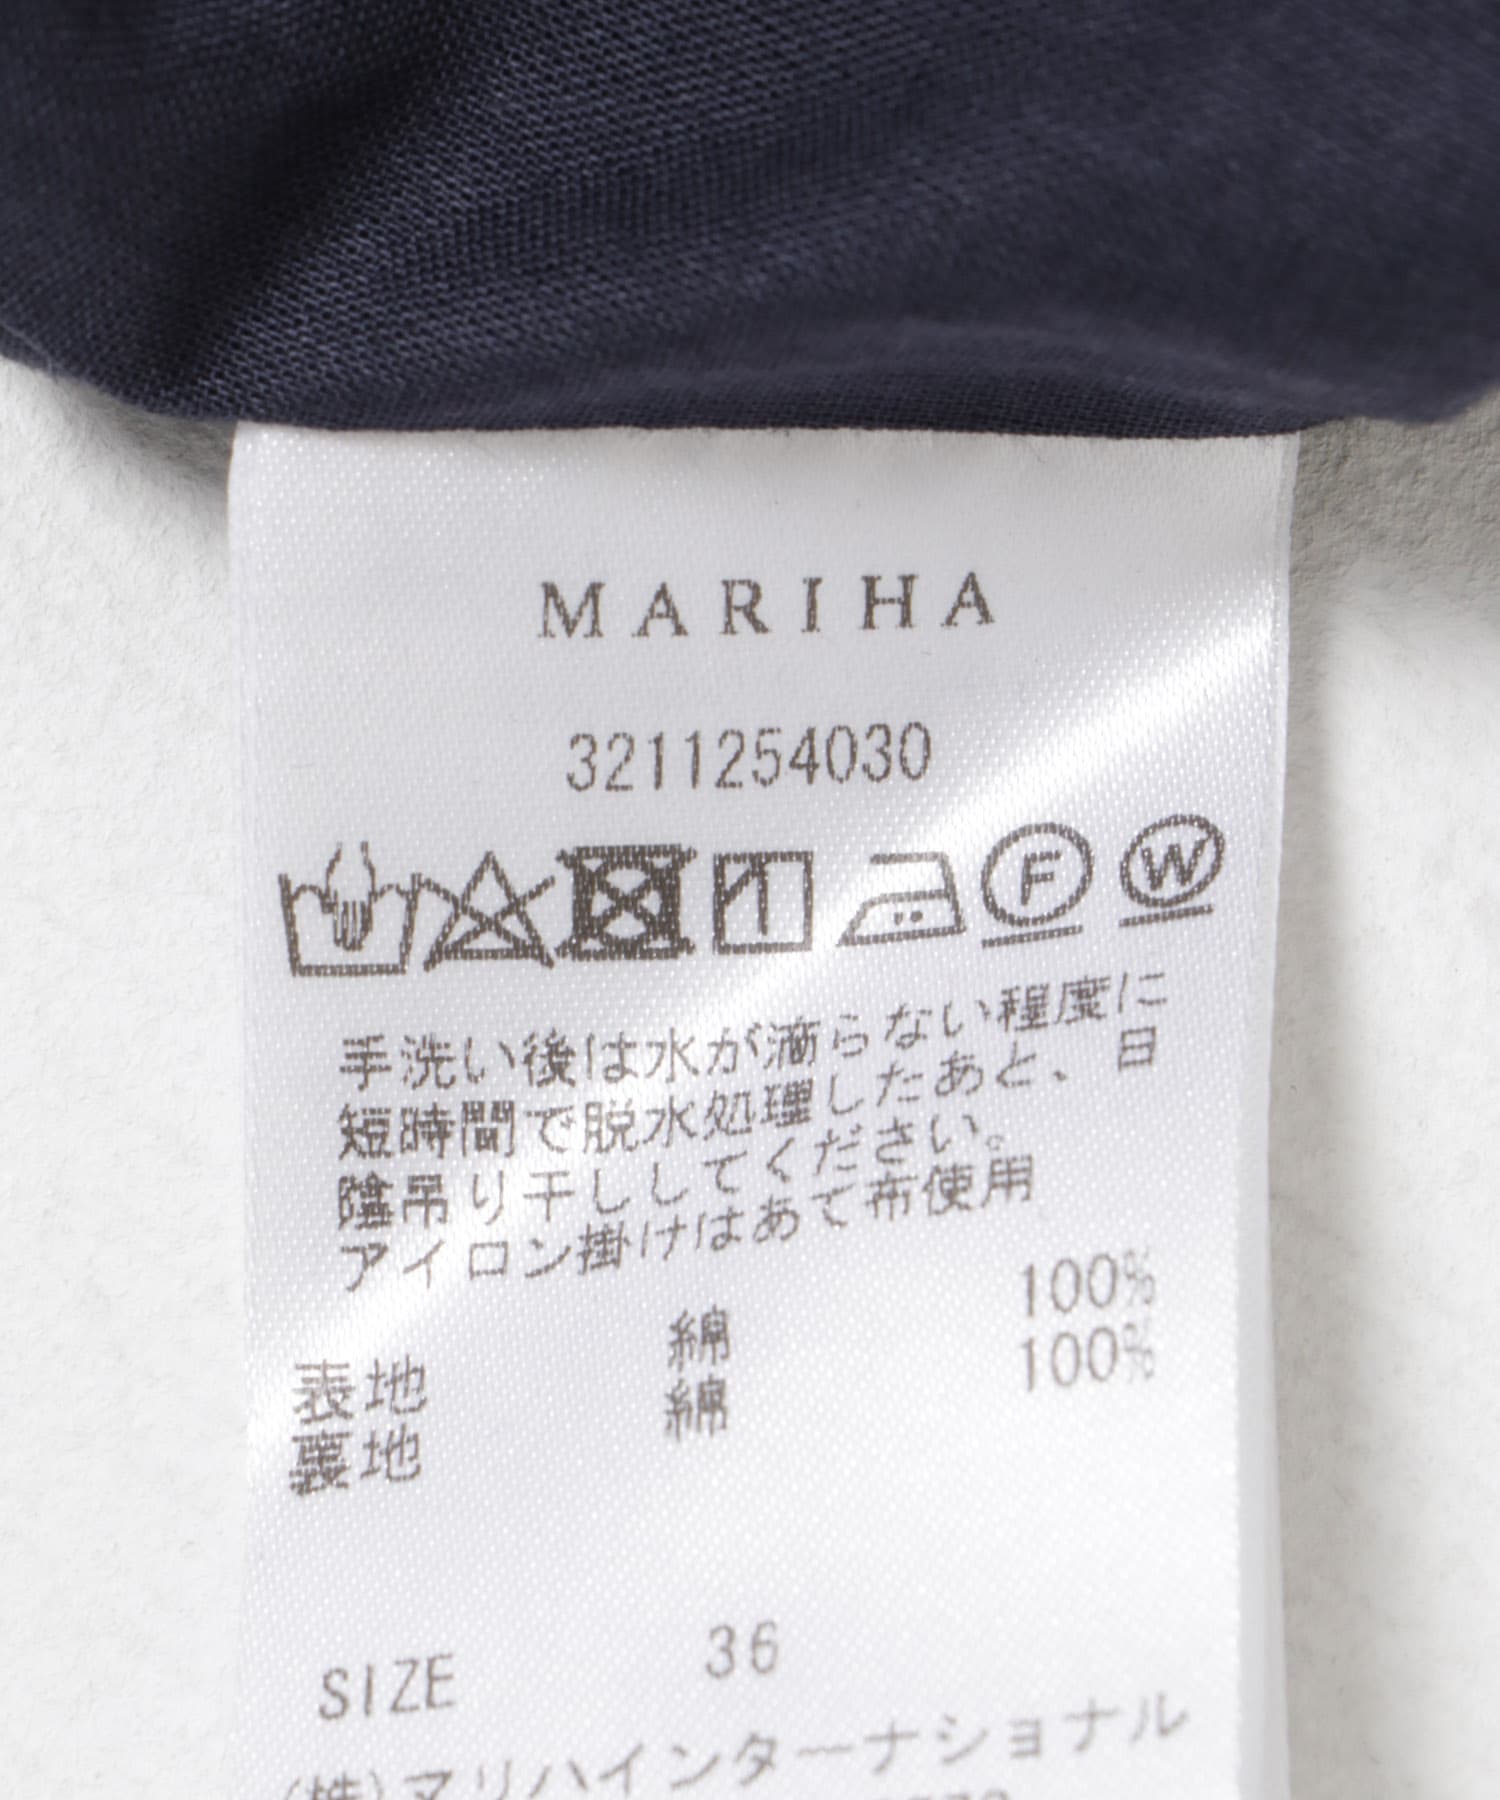 MARIHA
3211254030
F W
手洗い後は水が滴らない程度に
短時間で脱水処理したあと、日
陰吊り干ししてください。
アイロン掛けはあて布使用
表地 綿 100%
裏地 綿 100%
SIZE 36
(株)マリハインターナショナル